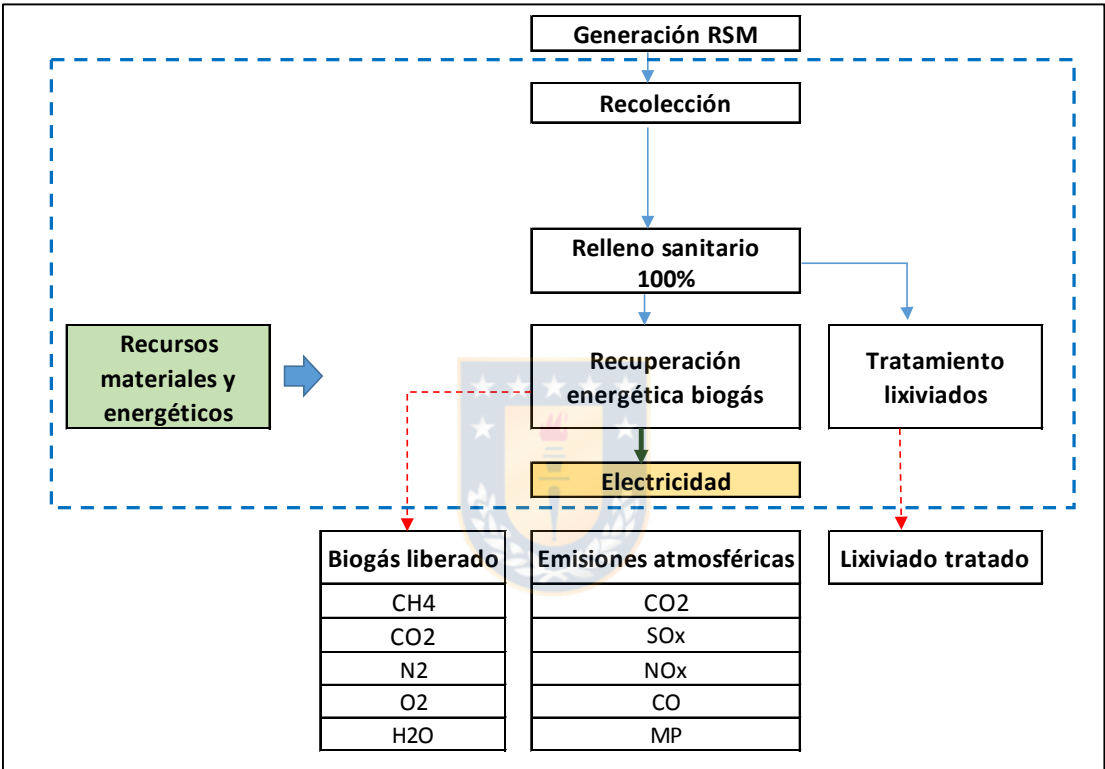 Generación RSM
Recolección
Relleno sanitario
100%
Recursos
materiales y
energéticos
Recuperación
energética biogás
Tratamiento
lixiviados
Electricidad
Biogás liberado
CH4
CO2
N2
O2
H2O
Emisiones atmosféricas
CO2
SOx
NOx
CO
MP
Lixiviado tratado